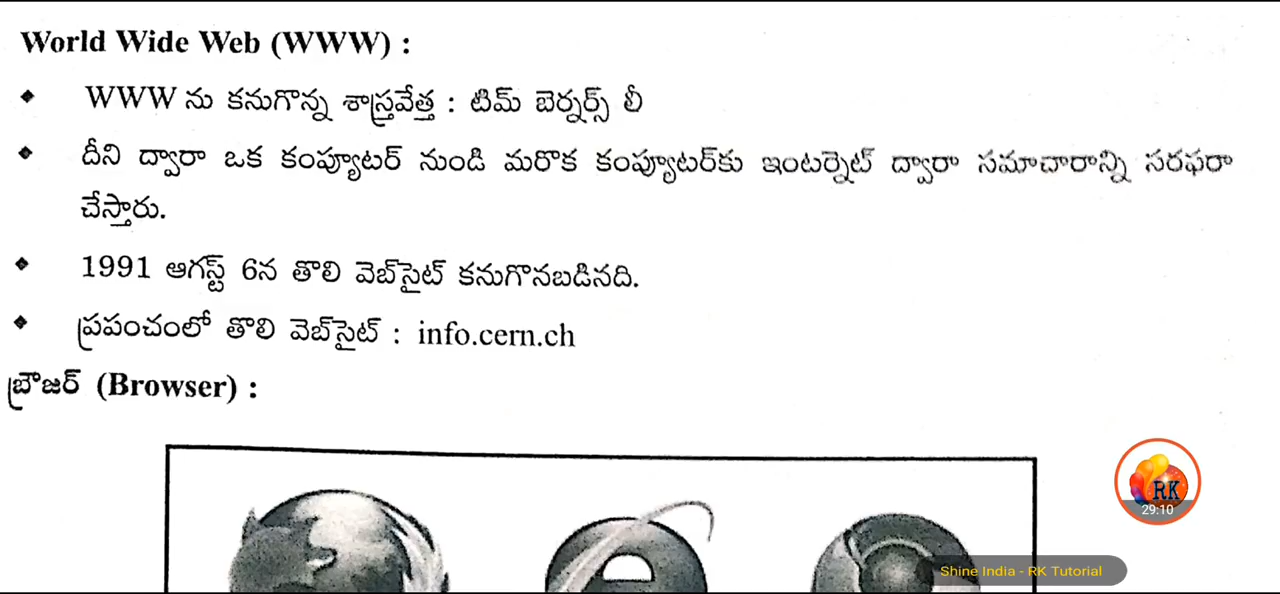 World Wide Web (WWW) :
❖ WWW ను కనుగొన్న శాస్త్రవేత్త : టిమ్ బెర్నర్స్ లీ
❖ దీని ద్వారా ఒక కంప్యూటర్ నుండి మరొక కంప్యూటర్‌కు ఇంటర్నెట్ ద్వారా సమాచారాన్ని సరఫరా
చేస్తారు.
❖ 1991 ఆగస్ట్ 6న తొలి వెబ్‌సైట్ కనుగొనబడినది.
❖ ప్రపంచంలో తొలి వెబ్‌సైట్ : info.cern.ch
బ్రౌజర్ (Browser) :
RK
29:10
Shine India - RK Tutorial